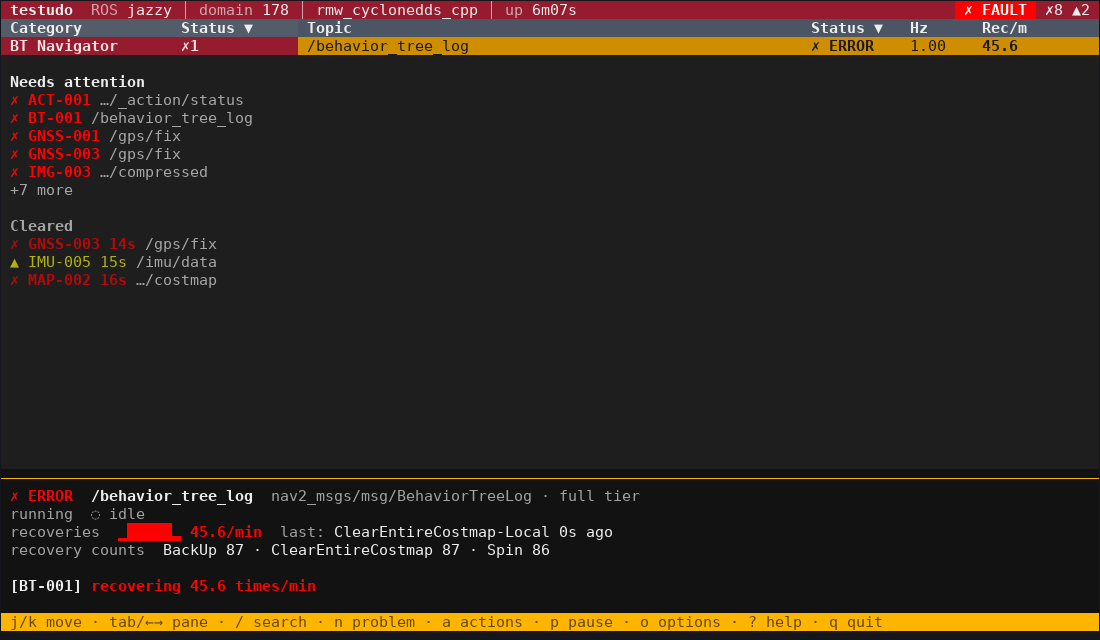 testudo ROS jazzy │ domain 178 │ rmw_cyclonedds_cpp │ up 6m07s ✗ FAULT ✗8 ▲2
Category Status ▼ Topic Status ▼ Hz Rec/m
BT Navigator ✗1 /behavior_tree_log ✗ ERROR 1.00 45.6
Needs attention
✗ ACT-001 …/_action/status
✗ BT-001 /behavior_tree_log
✗ GNSS-001 /gps/fix
✗ GNSS-003 /gps/fix
✗ IMG-003 …/compressed
+7 more
Cleared
✗ GNSS-003 14s /gps/fix
▲ IMU-005 15s /imu/data
✗ MAP-002 16s …/costmap
✗ ERROR /behavior_tree_log nav2_msgs/msg/BehaviorTreeLog · full tier
running ◌ idle
recoveries ▁█████▁ 45.6/min last: ClearEntireCostmap-Local 0s ago
recovery counts BackUp 87 · ClearEntireCostmap 87 · Spin 86
[BT-001] recovering 45.6 times/min
j/k move · tab/←→ pane · / search · n problem · a actions · p pause · o options · ? help · q quit